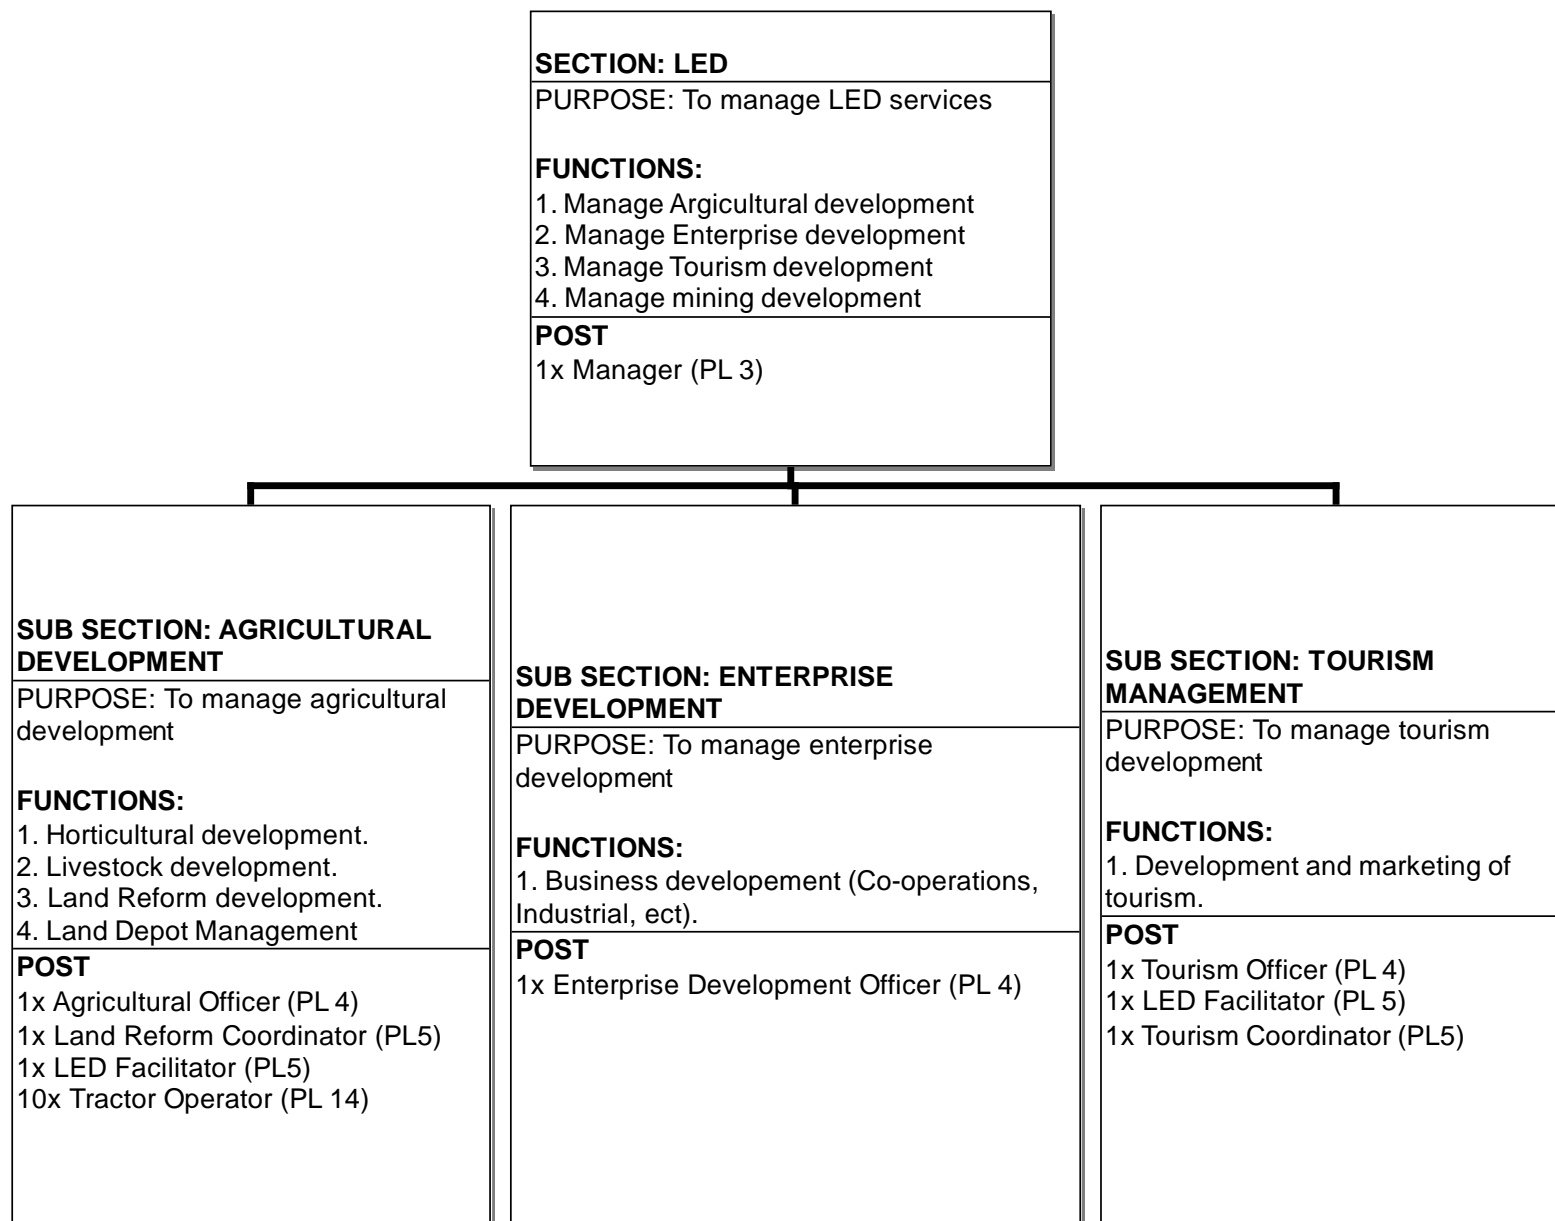 SECTION: LED
PURPOSE: To manage LED services
FUNCTIONS:
1. Manage Argicultural development
2. Manage Enterprise development
3. Manage Tourism development
4. Manage mining development
POST
1x Manager (PL 3)
SUB SECTION: AGRICULTURAL
DEVELOPMENT
PURPOSE: To manage agricultural
development
FUNCTIONS:
1. Horticultural development.
2. Livestock development.
3. Land Reform development.
4. Land Depot Management
POST
1x Agricultural Officer (PL 4)
1x Land Reform Coordinator (PL5)
1x LED Facilitator (PL5)
10x Tractor Operator (PL 14)
SUB SECTION: ENTERPRISE
DEVELOPMENT
PURPOSE: To manage enterprise
development
FUNCTIONS:
1. Business developement (Co-operations,
Industrial, ect).
POST
1x Enterprise Development Officer (PL 4)
SUB SECTION: TOURISM
MANAGEMENT
PURPOSE: To manage tourism
development
FUNCTIONS:
1. Development and marketing of
tourism.
POST
1x Tourism Officer (PL 4)
1x LED Facilitator (PL 5)
1x Tourism Coordinator (PL5)